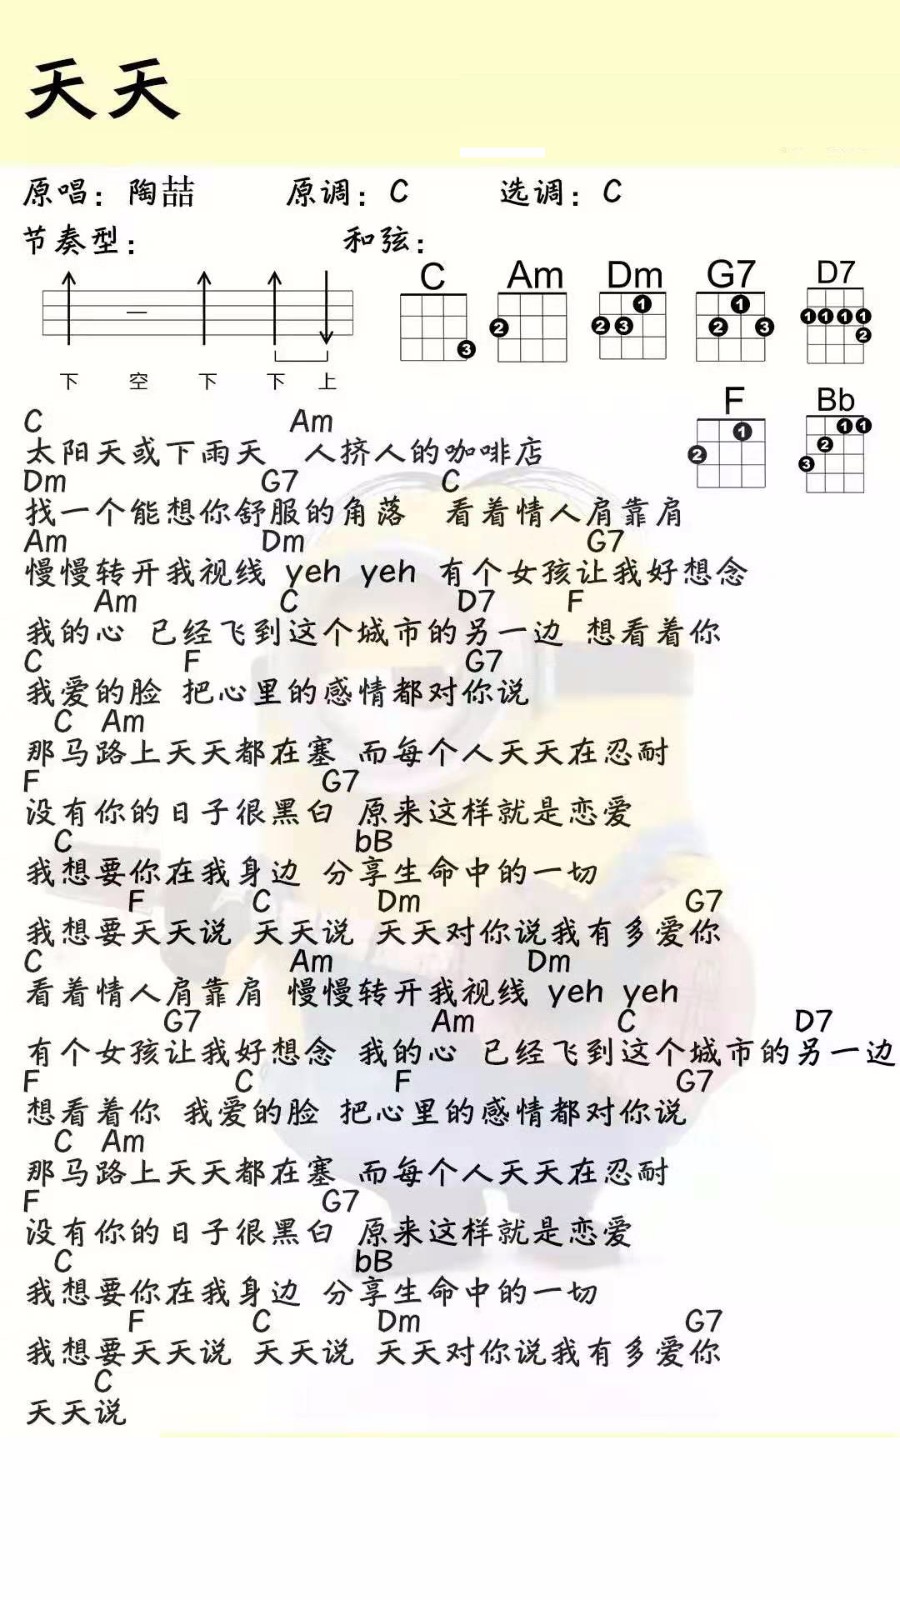 天天
原唱：陶喆 原调：C 选调：C
节奏型： 和弦：
C Am Dm G7 D7
3 2 1 2 3 1 2 3 1 1 1 1 2
下 空 下 下 上
F Bb
1 2 1 1 2 3
C Am
太阳天或下雨天 人挤人的咖啡店
Dm G7 C
找一个能想你舒服的角落 看着情人肩靠肩
Am Dm G7
慢慢转开我视线 yeh yeh 有个女孩让我好想念
Am C D7 F
我的心 已经飞到这个城市的另一边 想看着你
C F G7
我爱的脸 把心里的感情都对你说
C Am
那马路上天天都在塞 而每个人天天在忍耐
F G7
没有你的日子很黑白 原来这样就是恋爱
C bB
我想要你在我身边 分享生命中的一切
F C Dm G7
我想要天天说 天天说 天天对你说我有多爱你
C Am Dm
看着情人肩靠肩 慢慢转开我视线 yeh yeh
G7 Am C D7
有个女孩让我好想念 我的心 已经飞到这个城市的另一边
F C F G7
想看着你 我爱的脸 把心里的感情都对你说
C Am
那马路上天天都在塞 而每个人天天在忍耐
F G7
没有你的日子很黑白 原来这样就是恋爱
C bB
我想要你在我身边 分享生命中的一切
F C Dm G7
我想要天天说 天天说 天天对你说我有多爱你
C
天天说